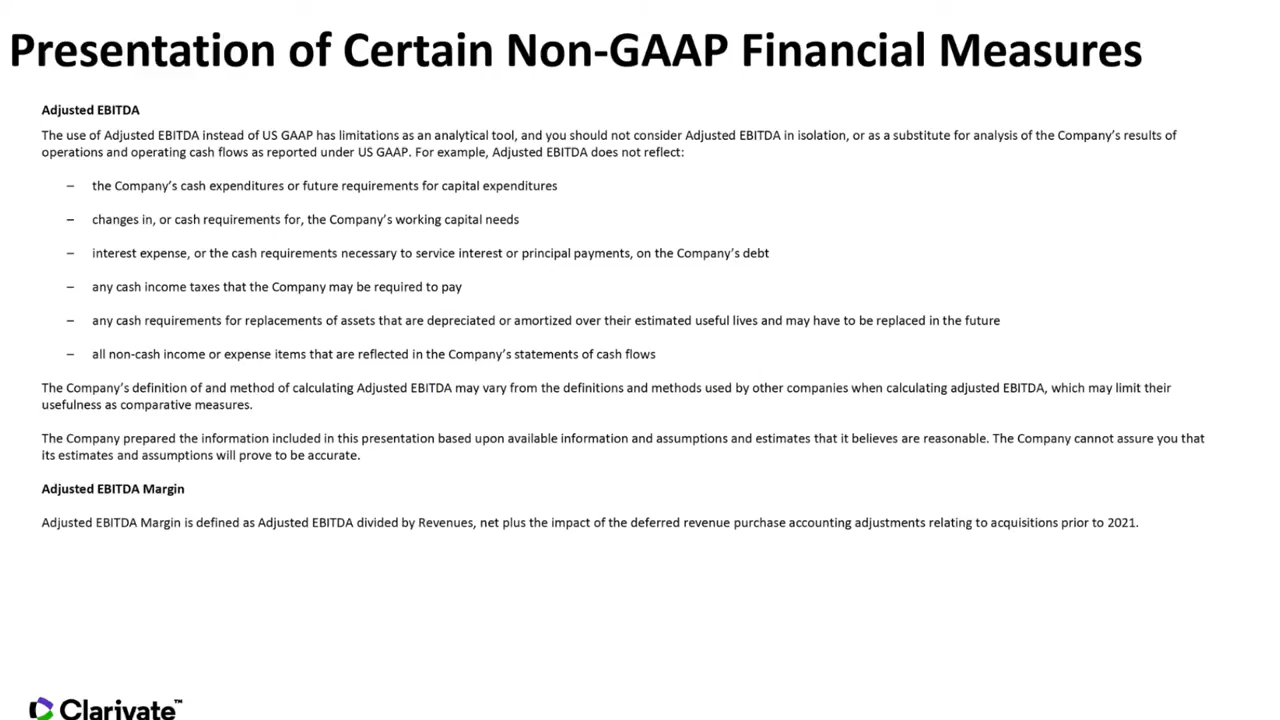 Presentation of Certain Non-GAAP Financial Measures
Adjusted EBITDA
The use of Adjusted EBITDA instead of US GAAP has limitations as an analytical tool, and you should not consider Adjusted EBITDA in isolation, or as a substitute for analysis of the Company's results of
operations and operating cash flows as reported under US GAAP. For example, Adjusted EBITDA does not reflect:
– the Company's cash expenditures or future requirements for capital expenditures
– changes in, or cash requirements for, the Company's working capital needs
– interest expense, or the cash requirements necessary to service interest or principal payments, on the Company's debt
– any cash income taxes that the Company may be required to pay
– any cash requirements for replacements of assets that are depreciated or amortized over their estimated useful lives and may have to be replaced in the future
– all non-cash income or expense items that are reflected in the Company's statements of cash flows
The Company's definition of and method of calculating Adjusted EBITDA may vary from the definitions and methods used by other companies when calculating adjusted EBITDA, which may limit their
usefulness as comparative measures.
The Company prepared the information included in this presentation based upon available information and assumptions and estimates that it believes are reasonable. The Company cannot assure you that
its estimates and assumptions will prove to be accurate.
Adjusted EBITDA Margin
Adjusted EBITDA Margin is defined as Adjusted EBITDA divided by Revenues, net plus the impact of the deferred revenue purchase accounting adjustments relating to acquisitions prior to 2021.
Clarivate™